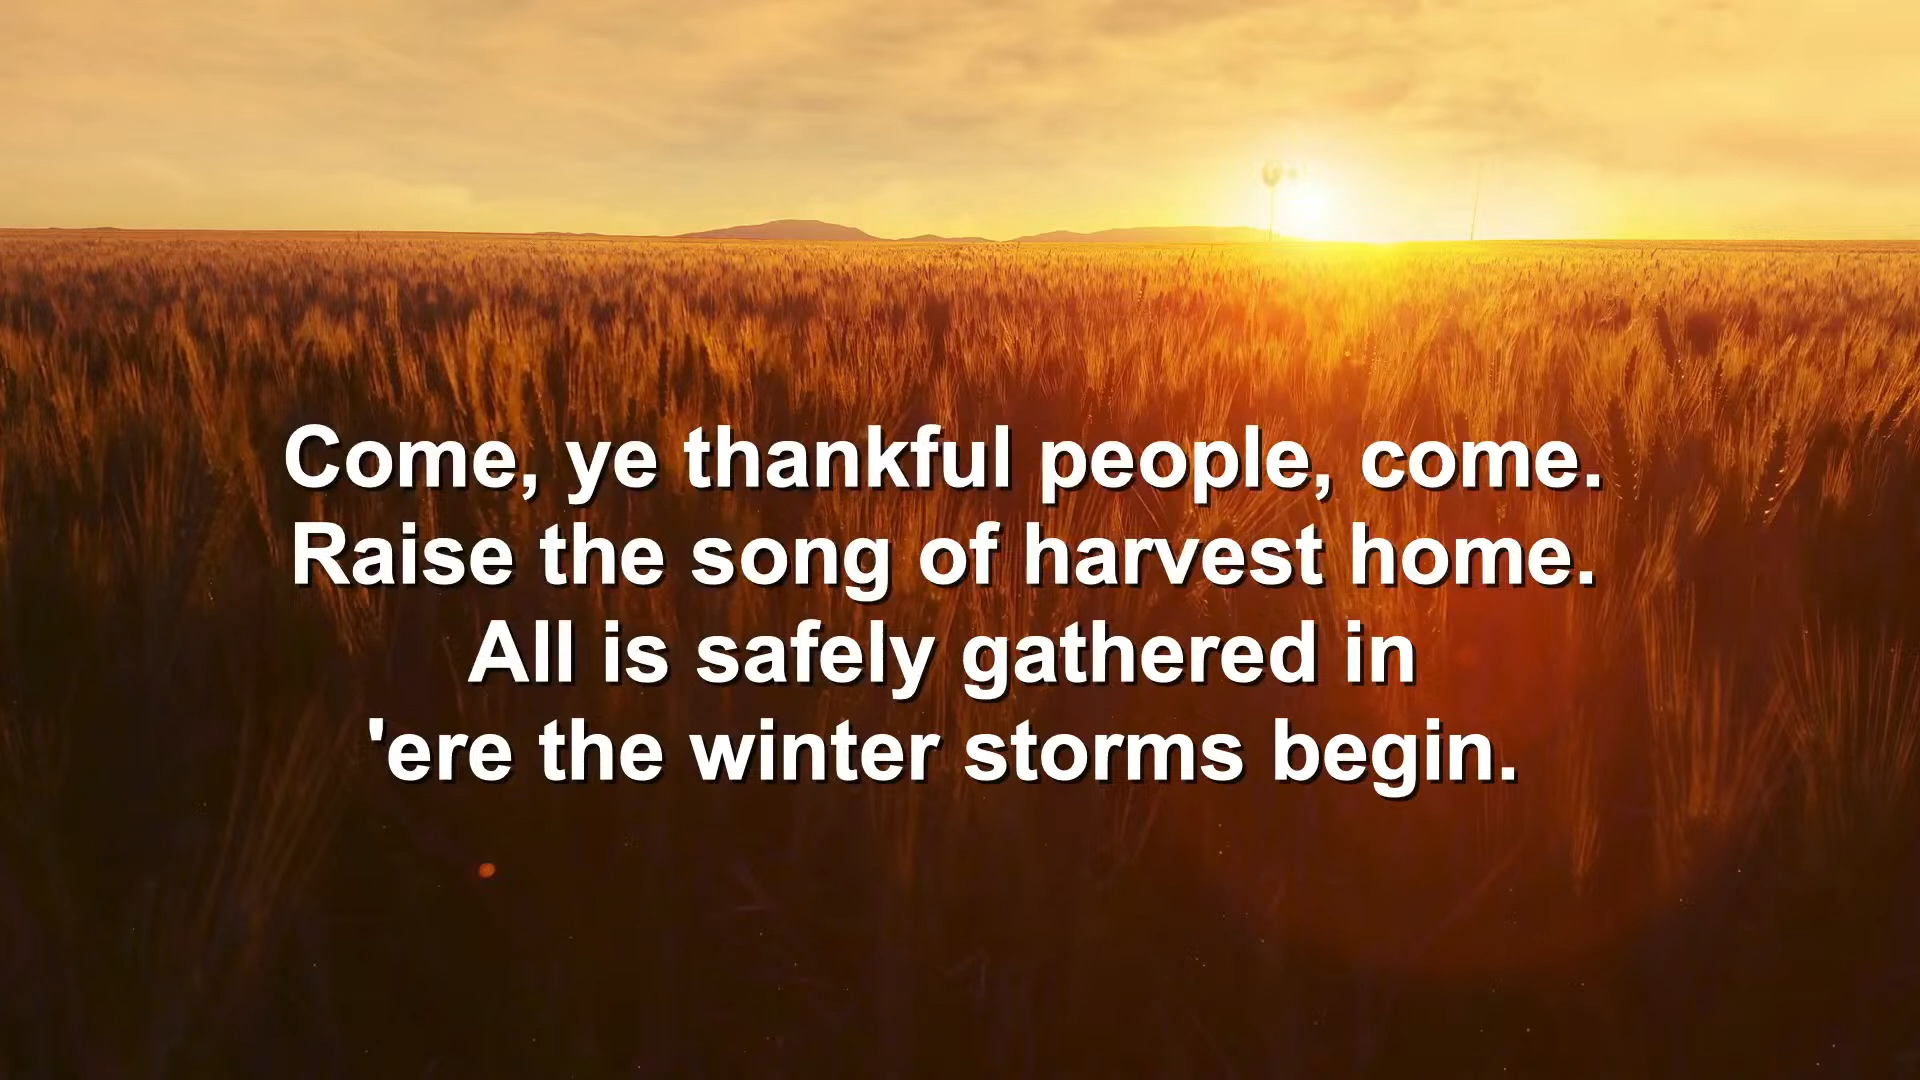 Come, ye thankful people, come.
Raise the song of harvest home.
All is safely gathered in
'ere the winter storms begin.